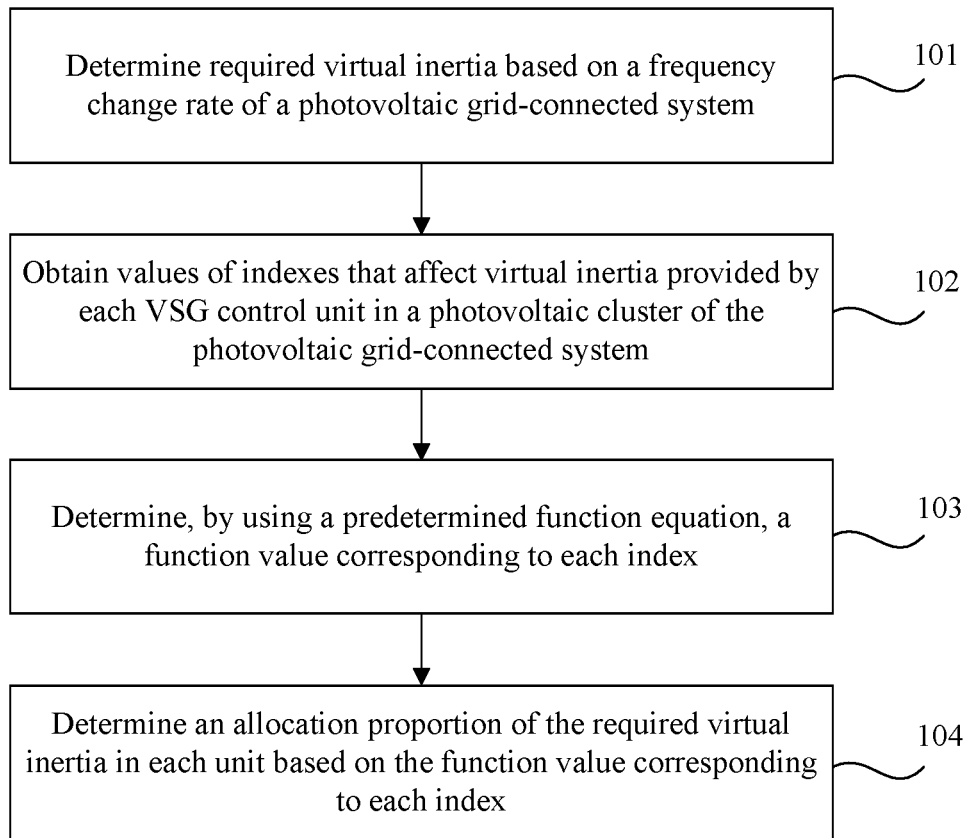 Determine required virtual inertia based on a frequency
change rate of a photovoltaic grid-connected system
101
Obtain values of indexes that affect virtual inertia provided by
each VSG control unit in a photovoltaic cluster of the
photovoltaic grid-connected system
102
Determine, by using a predetermined function equation, a
function value corresponding to each index
103
Determine an allocation proportion of the required virtual
inertia in each unit based on the function value corresponding
to each index
104